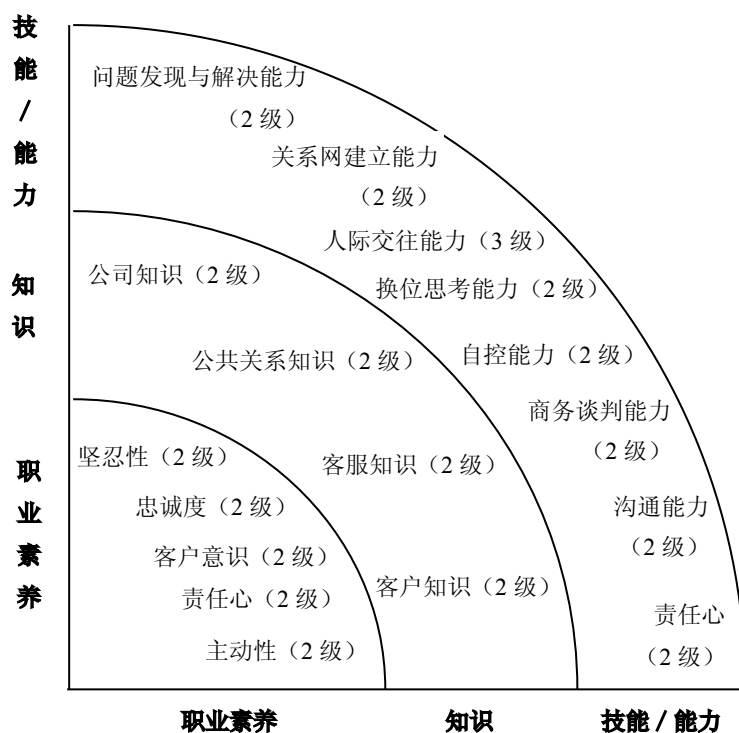 技能/能力
知识
职业素养
问题发现与解决能力
（2 级）
关系网建立能力
（2 级）
人际交往能力（3 级）
换位思考能力（2 级）
自控能力（2 级）
商务谈判能力
（2 级）
沟通能力
（2 级）
责任心
（2 级）
公司知识（2 级）
公共关系知识（2 级）
客服知识（2 级）
客户知识（2 级）
坚忍性（2 级）
忠诚度（2 级）
客户意识（2 级）
责任心（2 级）
主动性（2 级）
职业素养
知识
技能 / 能力